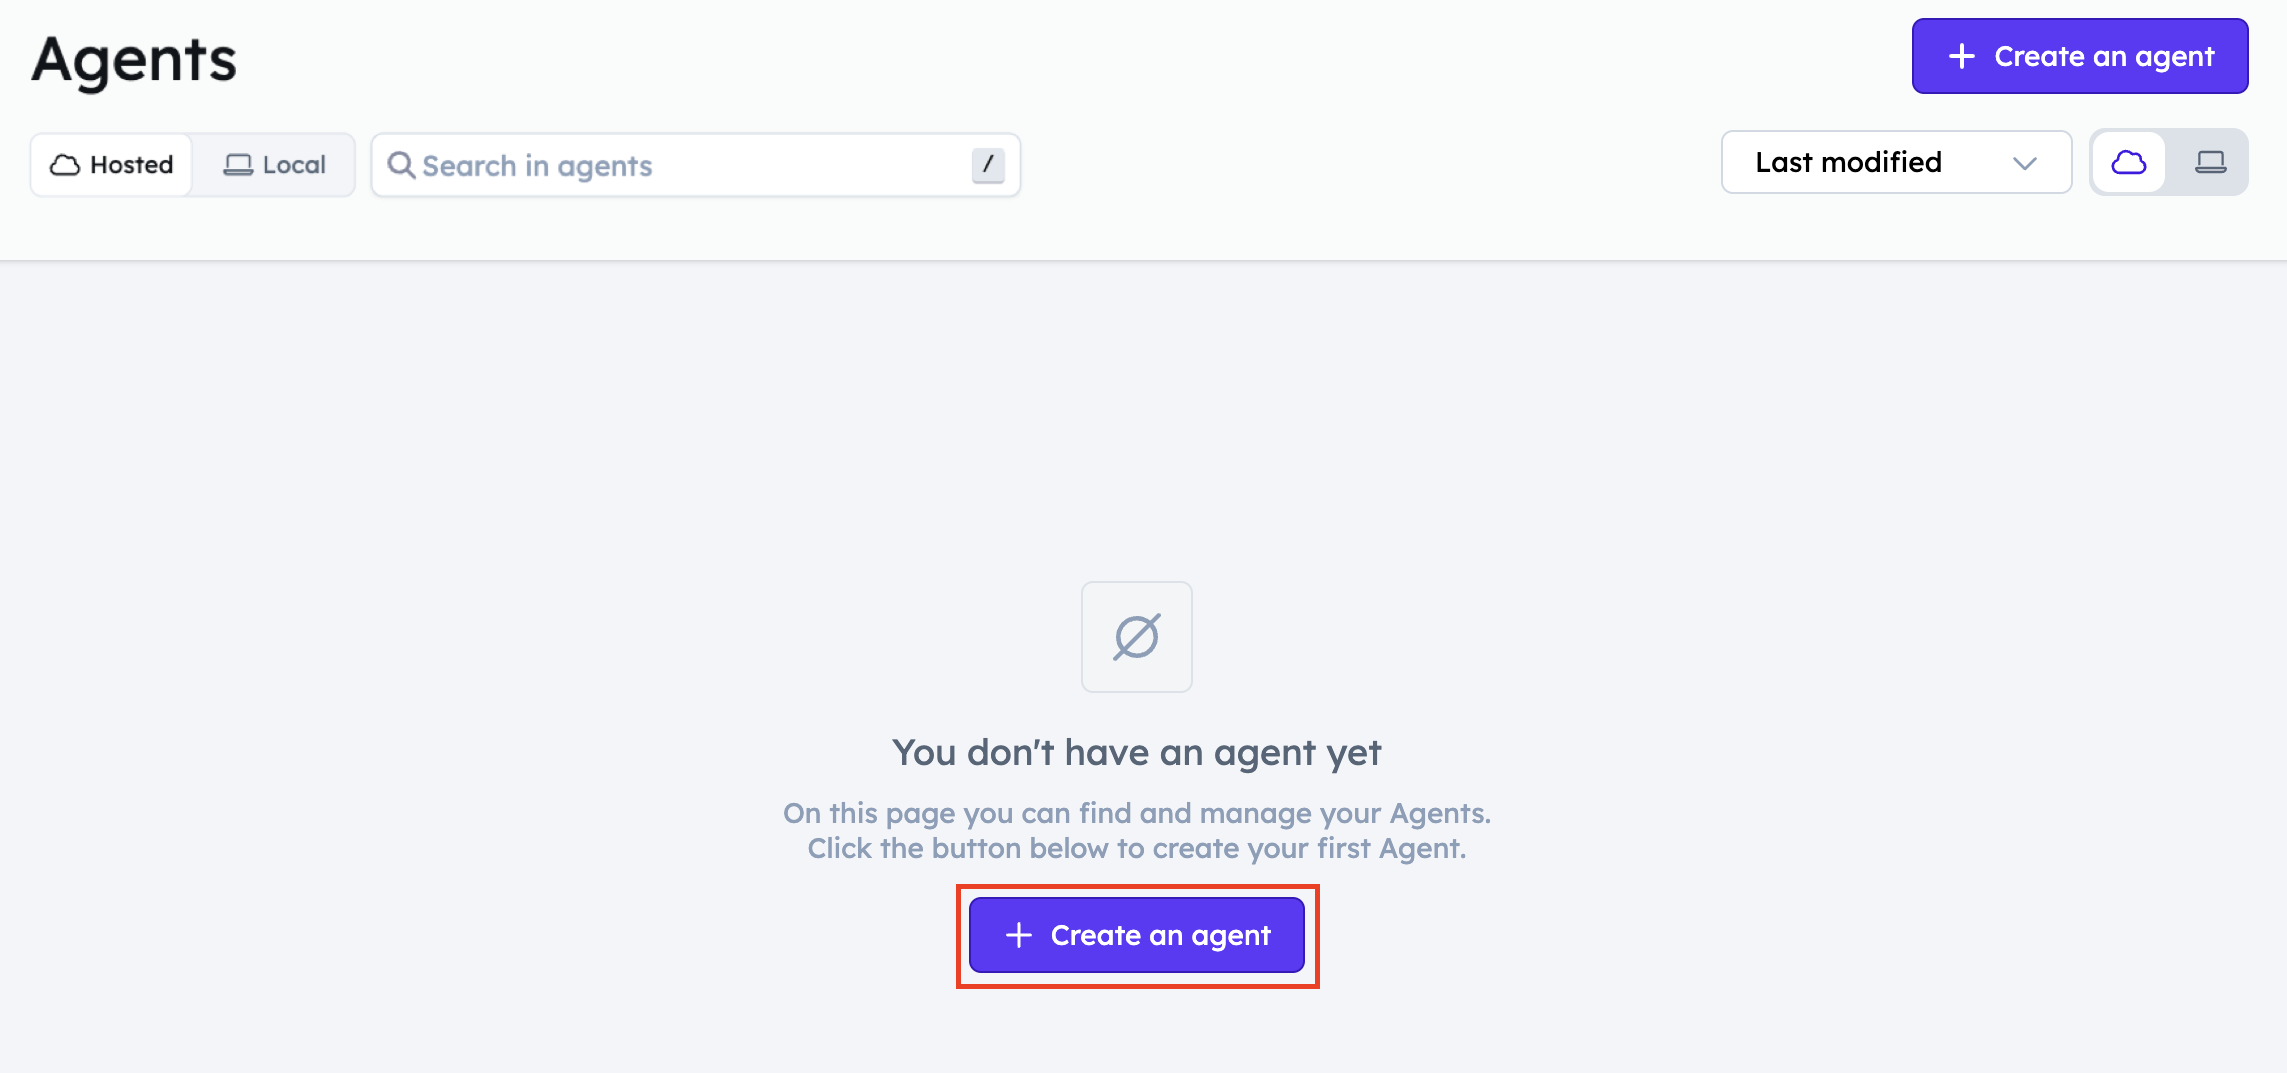 Agents
+ Create an agent
Hosted
Local
Search in agents
/
Last modified
You don't have an agent yet
On this page you can find and manage your Agents.
Click the button below to create your first Agent.
+ Create an agent